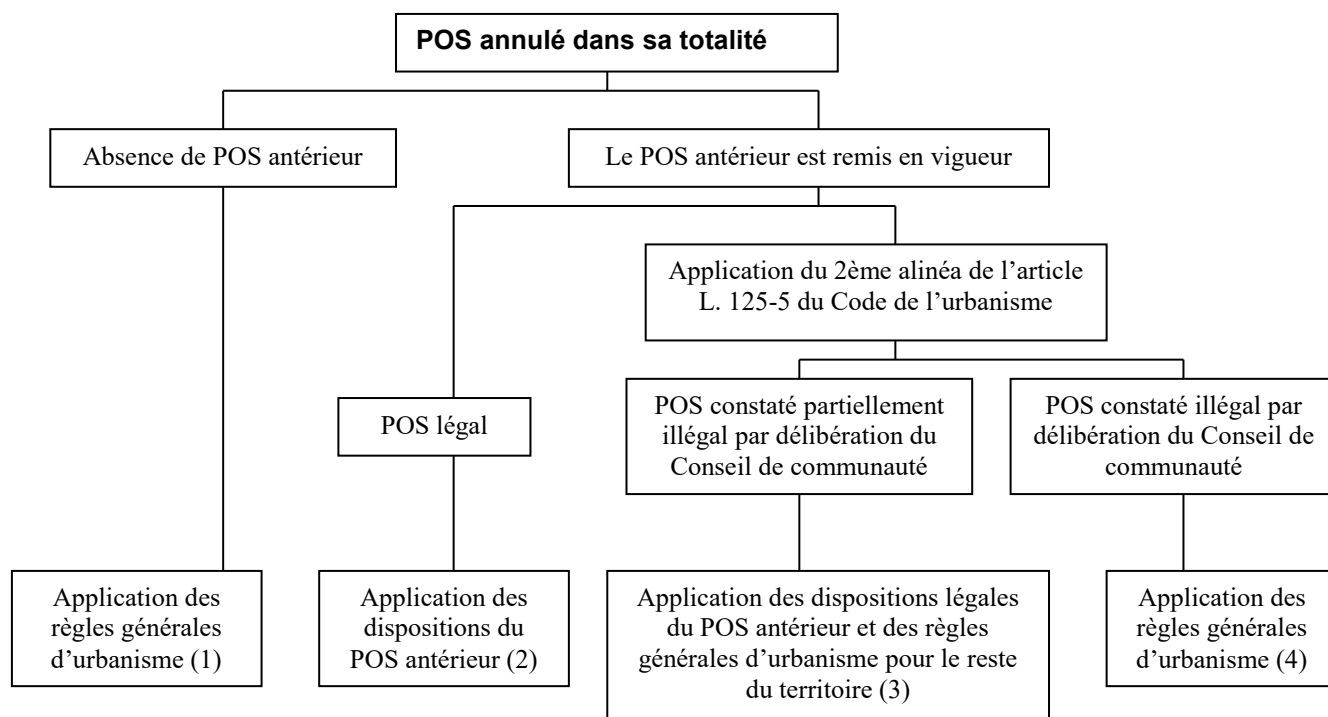 POS annulé dans sa totalité
Absence de POS antérieur
Le POS antérieur est remis en vigueur
Application du 2ème alinéa de l'article
L. 125-5 du Code de l'urbanisme
POS légal
POS constaté partiellement
illégal par délibération du
Conseil de communauté
POS constaté illégal par
délibération du Conseil de
communauté
Application des
règles générales
d'urbanisme (1)
Application des
dispositions du
POS antérieur (2)
Application des dispositions légales
du POS antérieur et des règles
générales d'urbanisme pour le reste
du territoire (3)
Application des
règles générales
d'urbanisme (4)